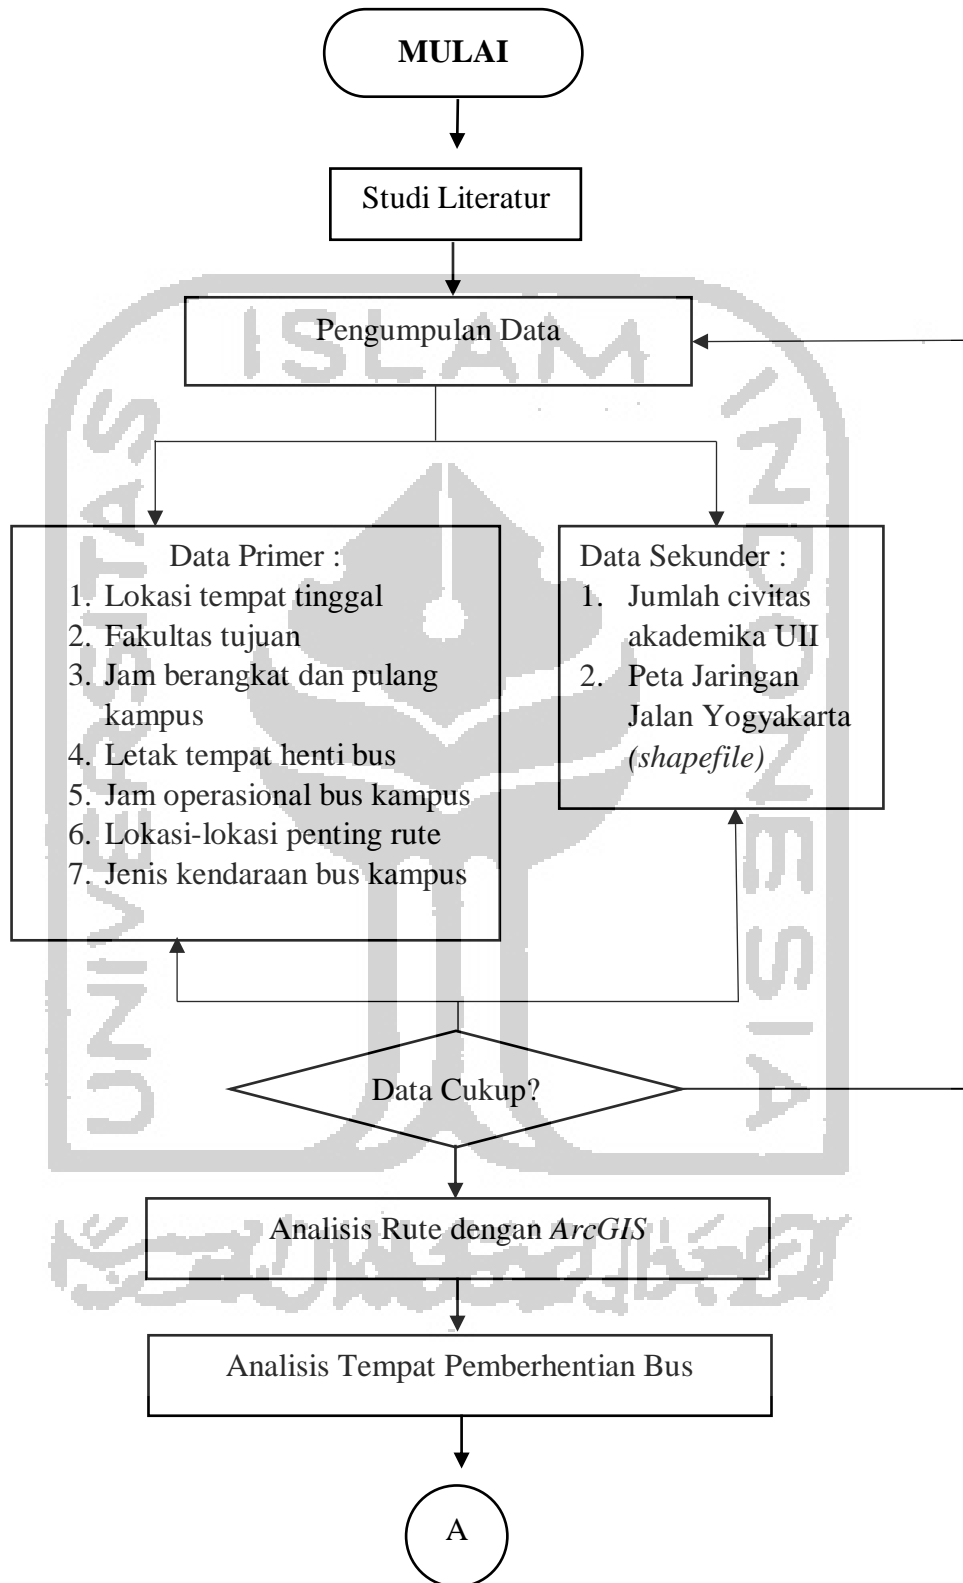 MULAI
Studi Literatur
Pengumpulan Data
Data Primer :
1. Lokasi tempat tinggal
2. Fakultas tujuan
3. Jam berangkat dan pulang
kampus
4. Letak tempat henti bus
5. Jam operasional bus kampus
6. Lokasi-lokasi penting rute
7. Jenis kendaraan bus kampus
Data Sekunder :
1. Jumlah civitas
akademika UII
2. Peta Jaringan
Jalan Yogyakarta
(shapefile)
Data Cukup?
Analisis Rute dengan ArcGIS
Analisis Tempat Pemberhentian Bus
A
UNIVERSITAS
ISLAM
INDONESIA